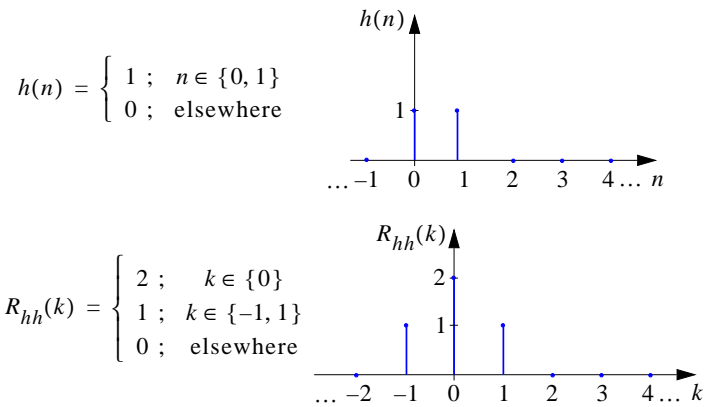 h(n)
h(n) = { 1 ; n ∈ {0, 1}
0 ; elsewhere
1
... –1 0 1 2 3 4 ... n
R_hh(k)
R_hh(k) = { 2 ; k ∈ {0}
1 ; k ∈ {–1, 1}
0 ; elsewhere
2
1
... –2 –1 0 1 2 3 4 ... k